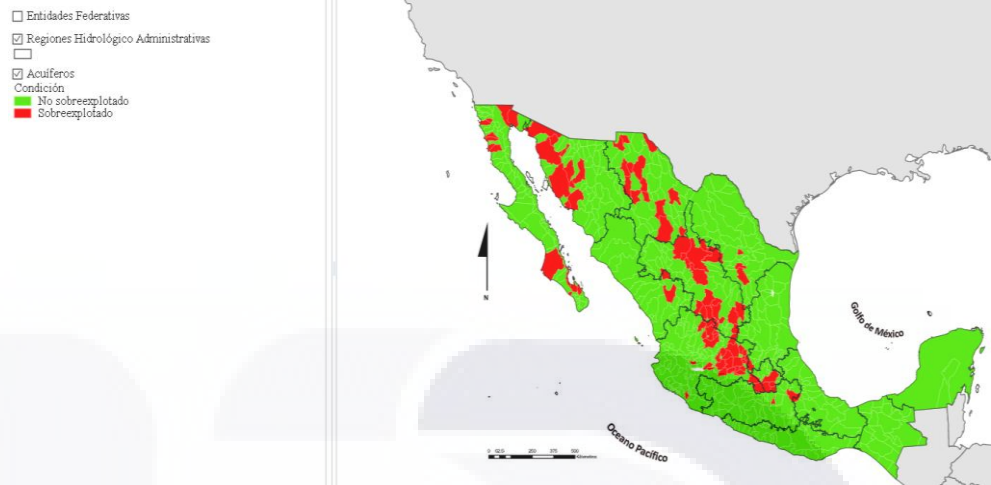 Entidades Federativas
Regiones Hidrológico Administrativas
Acuíferos
Condición
No sobreexplotado
Sobreexplotado
N
Golfo de México
Oceano Pacífico